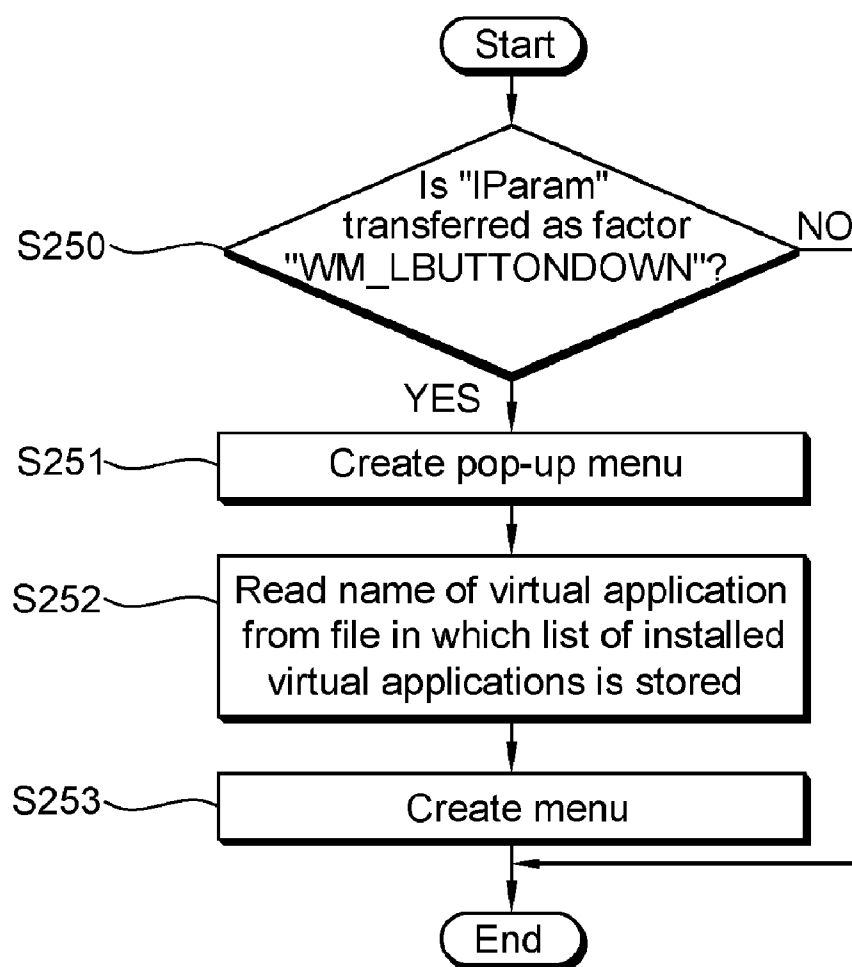 Start
Is "lParam"
transferred as factor
"WM_LBUTTONDOWN"?
S250
NO
YES
S251
Create pop-up menu
S252
Read name of virtual application
from file in which list of installed
virtual applications is stored
S253
Create menu
End